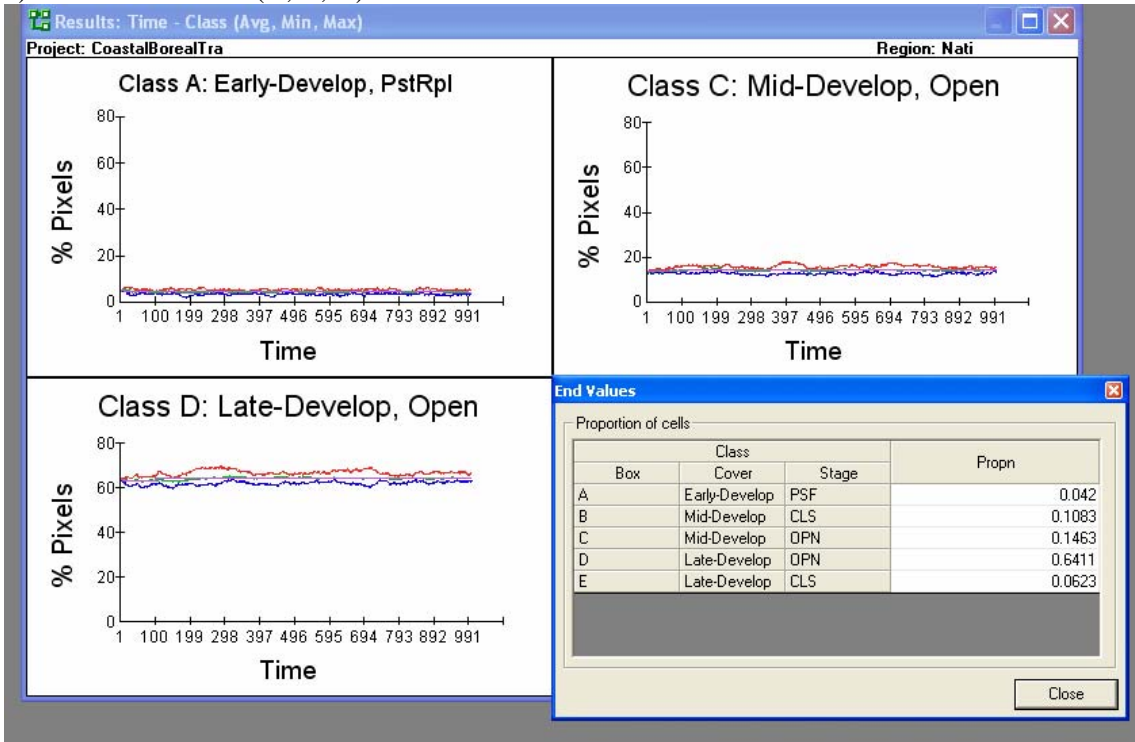 Results: Time - Class (Avg, Min, Max)
Project: CoastalBorealTra Region: Nati
Class A: Early-Develop, PstRpl
80
60
40
20
0
% Pixels
1 100 199 298 397 496 595 694 793 892 991
Time
Class C: Mid-Develop, Open
80
60
40
20
0
% Pixels
1 100 199 298 397 496 595 694 793 892 991
Time
Class D: Late-Develop, Open
80
60
40
20
0
% Pixels
1 100 199 298 397 496 595 694 793 892 991
Time
End Values
Proportion of cells
Class Propn
Box Cover Stage
A Early-Develop PSF 0.042
B Mid-Develop CLS 0.1083
C Mid-Develop OPN 0.1463
D Late-Develop OPN 0.6411
E Late-Develop CLS 0.0623
Close